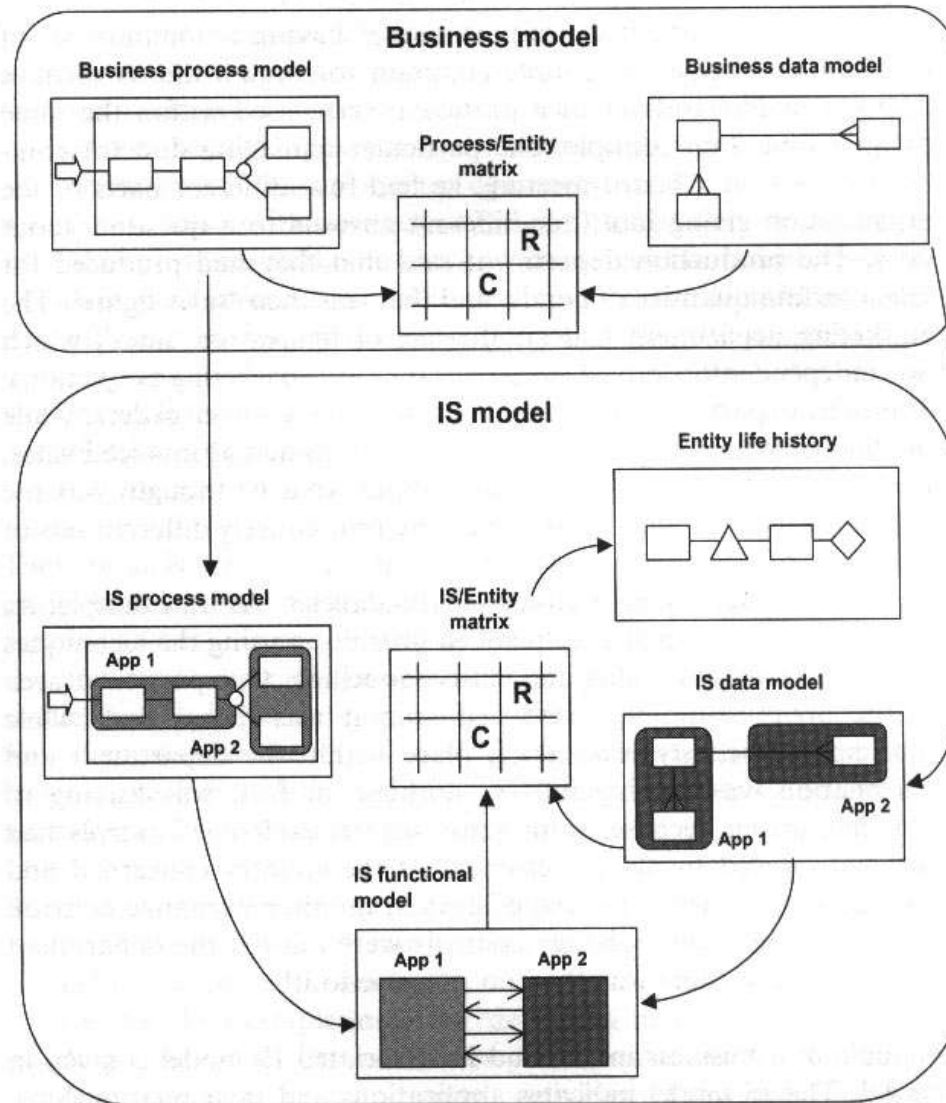 Business model
Business process model
Business data model
Process/Entity
matrix
R
C
IS model
Entity life history
IS process model
IS/Entity
matrix
App 1
App 2
R
C
IS data model
App 2
App 1
IS functional
model
App 1
App 2